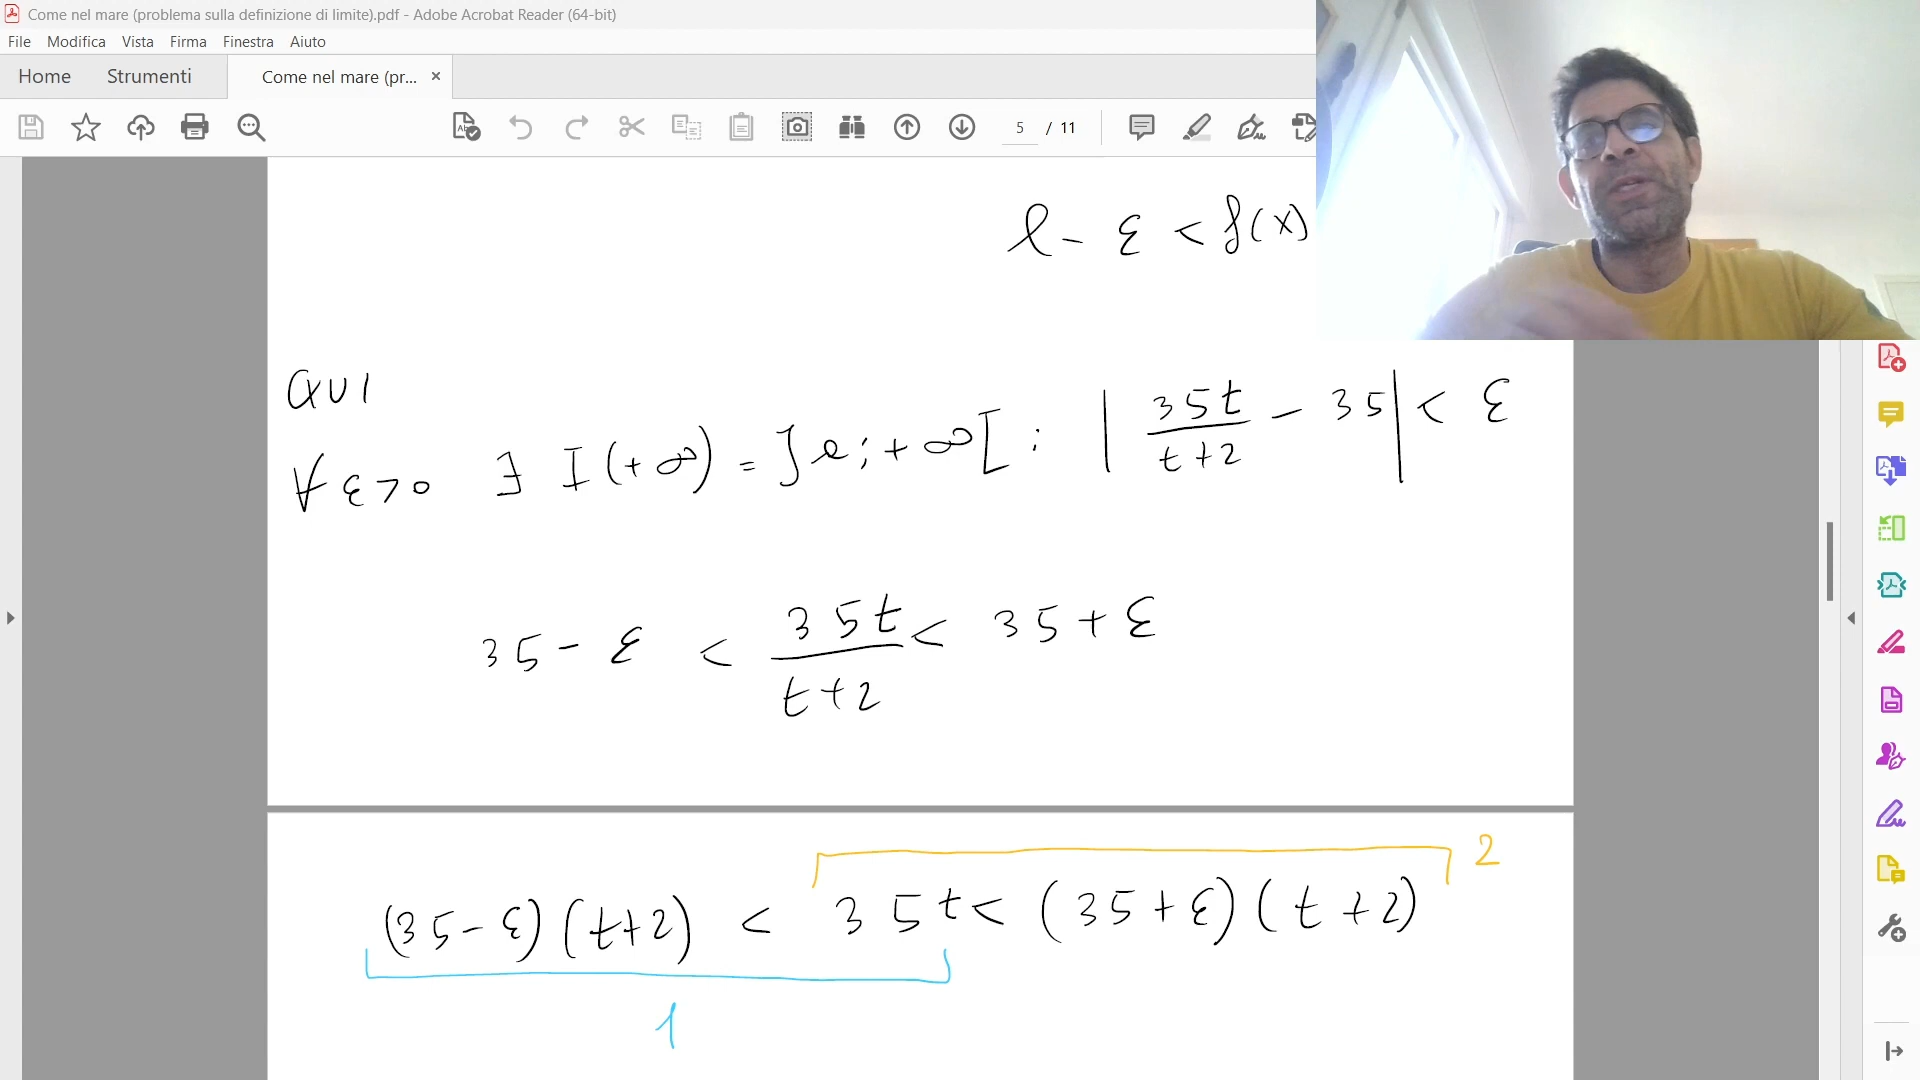 Come nel mare (problema sulla definizione di limite).pdf - Adobe Acrobat Reader (64-bit)
File Modifica Vista Firma Finestra Aiuto
Home Strumenti Come nel mare (pr... ×
5 / 11
l - ε < f(x)
QUI
∀ ε > 0 ∃ I(+∞) = ]a; +∞[ : | 35t/(t+2) - 35 | < ε
35 - ε < 35t/(t+2) < 35 + ε
2
(35 - ε)(t+2) < 35t < (35 + ε)(t+2)
1